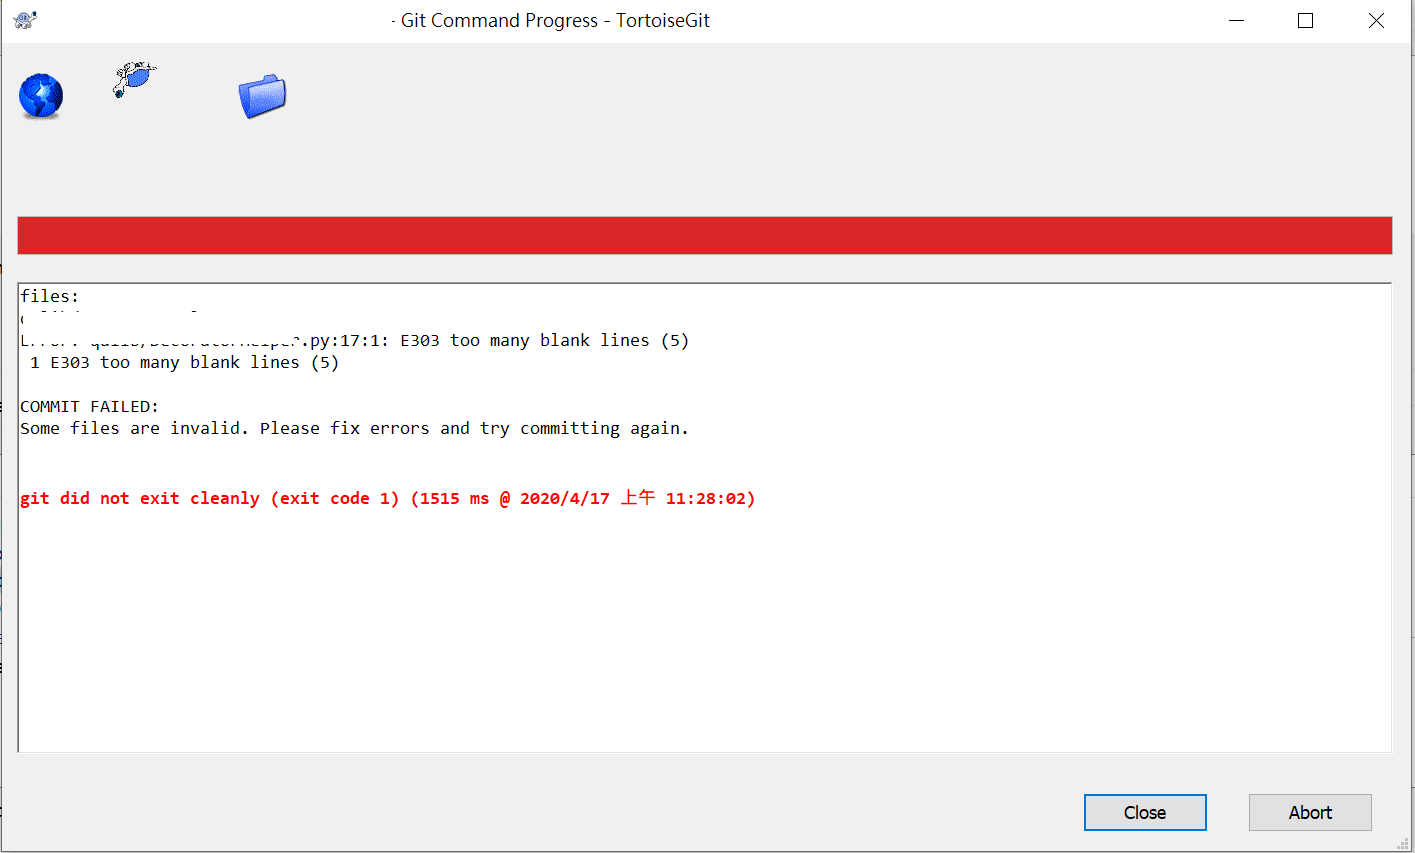 - Git Command Progress - TortoiseGit
files:
.py:17:1: E303 too many blank lines (5)
1 E303 too many blank lines (5)
COMMIT FAILED:
Some files are invalid. Please fix errors and try committing again.
git did not exit cleanly (exit code 1) (1515 ms @ 2020/4/17 上午 11:28:02)
Close
Abort